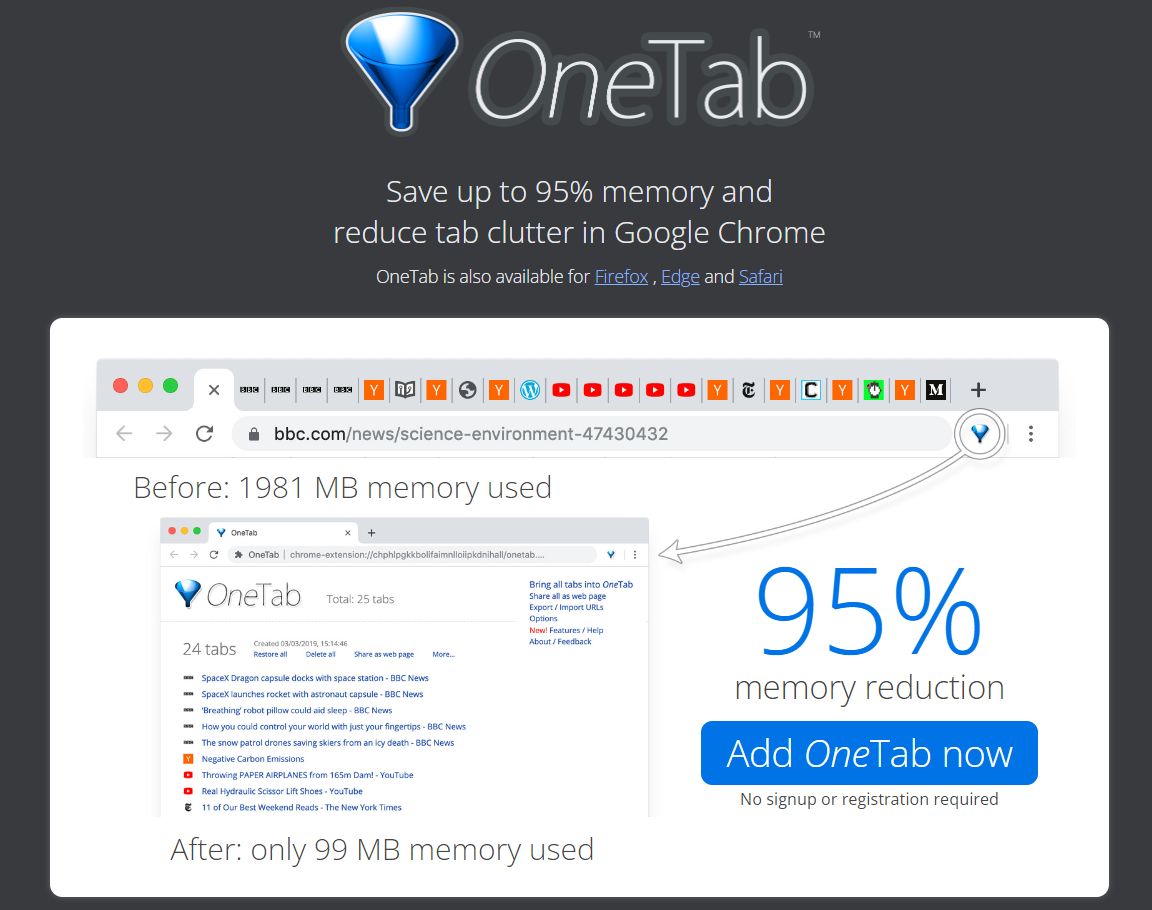 OneTab™
Save up to 95% memory and
reduce tab clutter in Google Chrome
OneTab is also available for Firefox , Edge and Safari
BBC BBC BBC BBC Y Y Y Y Y C Y Y M
bbc.com/news/science-environment-47430432
Before: 1981 MB memory used
OneTab
OneTab | chrome-extension://chphlpgkkbolifaimnlloiipkdnihall/onetab....
OneTab
Total: 25 tabs
Bring all tabs into OneTab
Share all as web page
Export / Import URLs
Options
New! Features / Help
About / Feedback
24 tabs
Created 03/03/2019, 15:14:46
Restore all Delete all Share as web page More...
SpaceX Dragon capsule docks with space station - BBC News
SpaceX launches rocket with astronaut capsule - BBC News
'Breathing' robot pillow could aid sleep - BBC News
How you could control your world with just your fingertips - BBC News
The snow patrol drones saving skiers from an icy death - BBC News
Y Negative Carbon Emissions
Throwing PAPER AIRPLANES from 165m Dam! - YouTube
Real Hydraulic Scissor Lift Shoes - YouTube
11 of Our Best Weekend Reads - The New York Times
After: only 99 MB memory used
95%
memory reduction
Add OneTab now
No signup or registration required